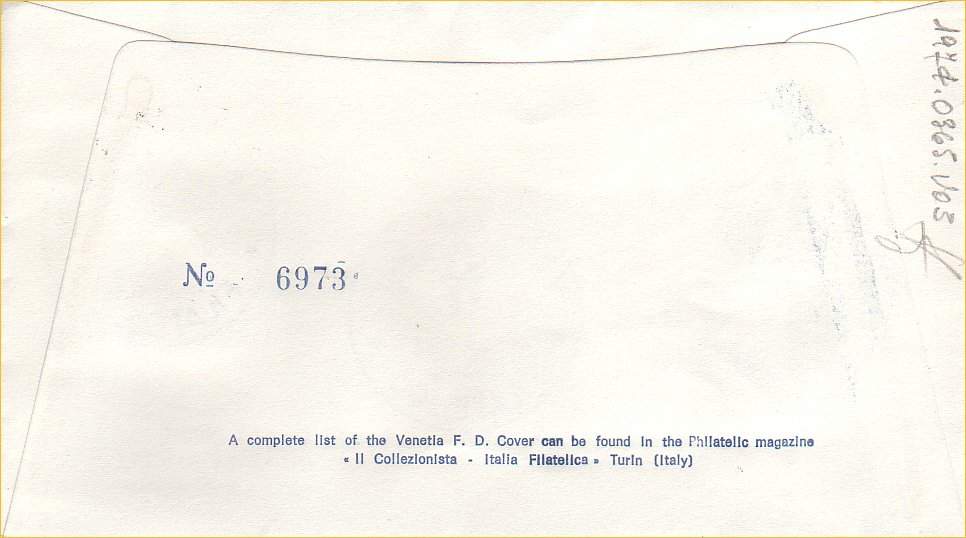 1974.0365.V03
Nº 6973
A complete list of the Venetia F. D. Cover can be found in the Philatelic magazine
« Il Collezionista - Italia Filatelica » Turin (Italy)